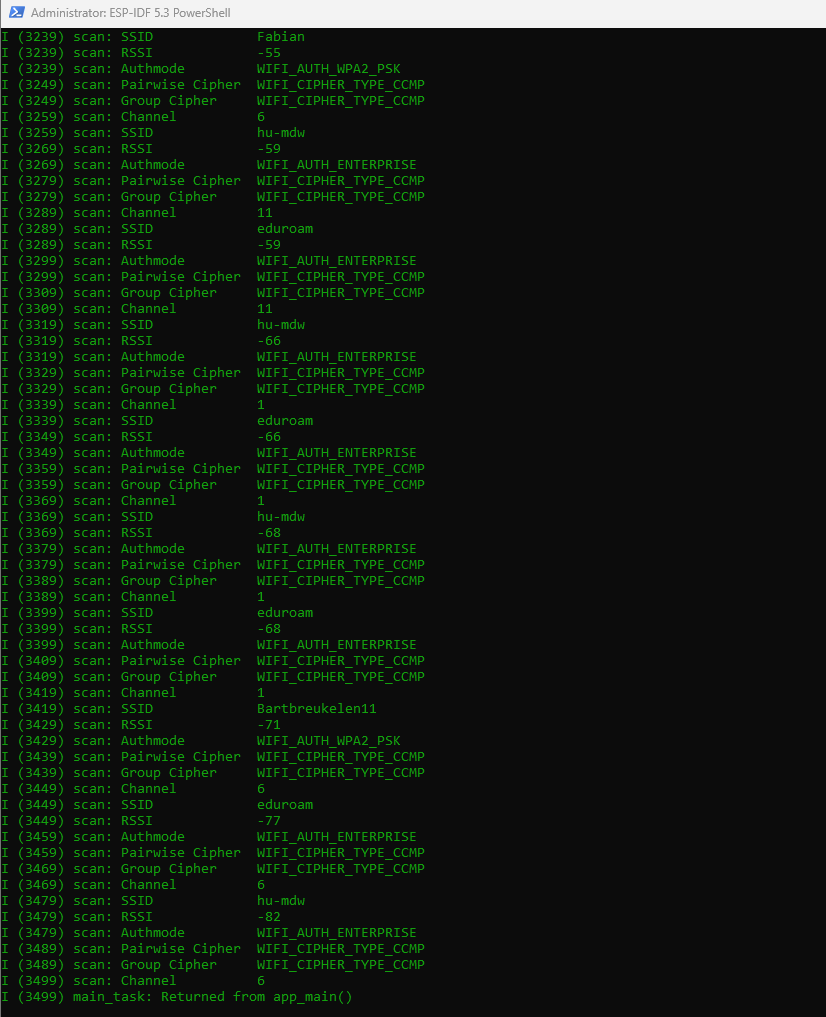 Administrator: ESP-IDF 5.3 PowerShell
I (3239) scan: SSID Fabian
I (3239) scan: RSSI -55
I (3239) scan: Authmode WIFI_AUTH_WPA2_PSK
I (3249) scan: Pairwise Cipher WIFI_CIPHER_TYPE_CCMP
I (3249) scan: Group Cipher WIFI_CIPHER_TYPE_CCMP
I (3259) scan: Channel 6
I (3259) scan: SSID hu-mdw
I (3269) scan: RSSI -59
I (3269) scan: Authmode WIFI_AUTH_ENTERPRISE
I (3279) scan: Pairwise Cipher WIFI_CIPHER_TYPE_CCMP
I (3279) scan: Group Cipher WIFI_CIPHER_TYPE_CCMP
I (3289) scan: Channel 11
I (3289) scan: SSID eduroam
I (3289) scan: RSSI -59
I (3299) scan: Authmode WIFI_AUTH_ENTERPRISE
I (3299) scan: Pairwise Cipher WIFI_CIPHER_TYPE_CCMP
I (3309) scan: Group Cipher WIFI_CIPHER_TYPE_CCMP
I (3309) scan: Channel 11
I (3319) scan: SSID hu-mdw
I (3319) scan: RSSI -66
I (3319) scan: Authmode WIFI_AUTH_ENTERPRISE
I (3329) scan: Pairwise Cipher WIFI_CIPHER_TYPE_CCMP
I (3329) scan: Group Cipher WIFI_CIPHER_TYPE_CCMP
I (3339) scan: Channel 1
I (3339) scan: SSID eduroam
I (3349) scan: RSSI -66
I (3349) scan: Authmode WIFI_AUTH_ENTERPRISE
I (3359) scan: Pairwise Cipher WIFI_CIPHER_TYPE_CCMP
I (3359) scan: Group Cipher WIFI_CIPHER_TYPE_CCMP
I (3369) scan: Channel 1
I (3369) scan: SSID hu-mdw
I (3369) scan: RSSI -68
I (3379) scan: Authmode WIFI_AUTH_ENTERPRISE
I (3379) scan: Pairwise Cipher WIFI_CIPHER_TYPE_CCMP
I (3389) scan: Group Cipher WIFI_CIPHER_TYPE_CCMP
I (3389) scan: Channel 1
I (3399) scan: SSID eduroam
I (3399) scan: RSSI -68
I (3399) scan: Authmode WIFI_AUTH_ENTERPRISE
I (3409) scan: Pairwise Cipher WIFI_CIPHER_TYPE_CCMP
I (3409) scan: Group Cipher WIFI_CIPHER_TYPE_CCMP
I (3419) scan: Channel 1
I (3419) scan: SSID Bartbreukelen11
I (3429) scan: RSSI -71
I (3429) scan: Authmode WIFI_AUTH_WPA2_PSK
I (3439) scan: Pairwise Cipher WIFI_CIPHER_TYPE_CCMP
I (3439) scan: Group Cipher WIFI_CIPHER_TYPE_CCMP
I (3449) scan: Channel 6
I (3449) scan: SSID eduroam
I (3449) scan: RSSI -77
I (3459) scan: Authmode WIFI_AUTH_ENTERPRISE
I (3459) scan: Pairwise Cipher WIFI_CIPHER_TYPE_CCMP
I (3469) scan: Group Cipher WIFI_CIPHER_TYPE_CCMP
I (3469) scan: Channel 6
I (3479) scan: SSID hu-mdw
I (3479) scan: RSSI -82
I (3479) scan: Authmode WIFI_AUTH_ENTERPRISE
I (3489) scan: Pairwise Cipher WIFI_CIPHER_TYPE_CCMP
I (3489) scan: Group Cipher WIFI_CIPHER_TYPE_CCMP
I (3499) scan: Channel 6
I (3499) main_task: Returned from app_main()